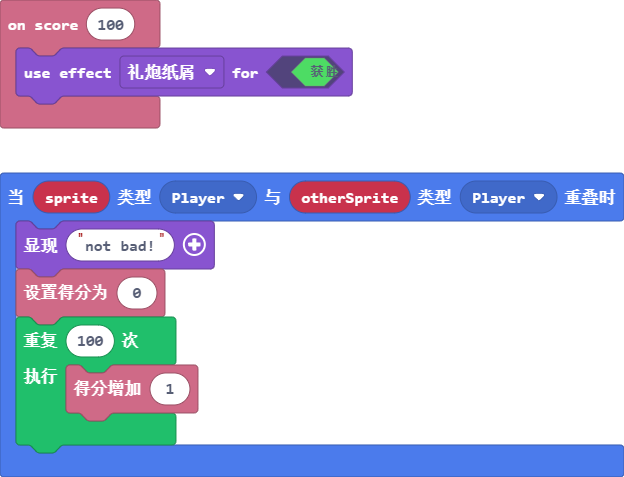 on score 100
use effect 礼炮纸屑 for 获胜
当 sprite 类型 Player 与 otherSprite 类型 Player 重叠时
显现 "not bad!"
设置得分为 0
重复 100 次
执行 得分增加 1